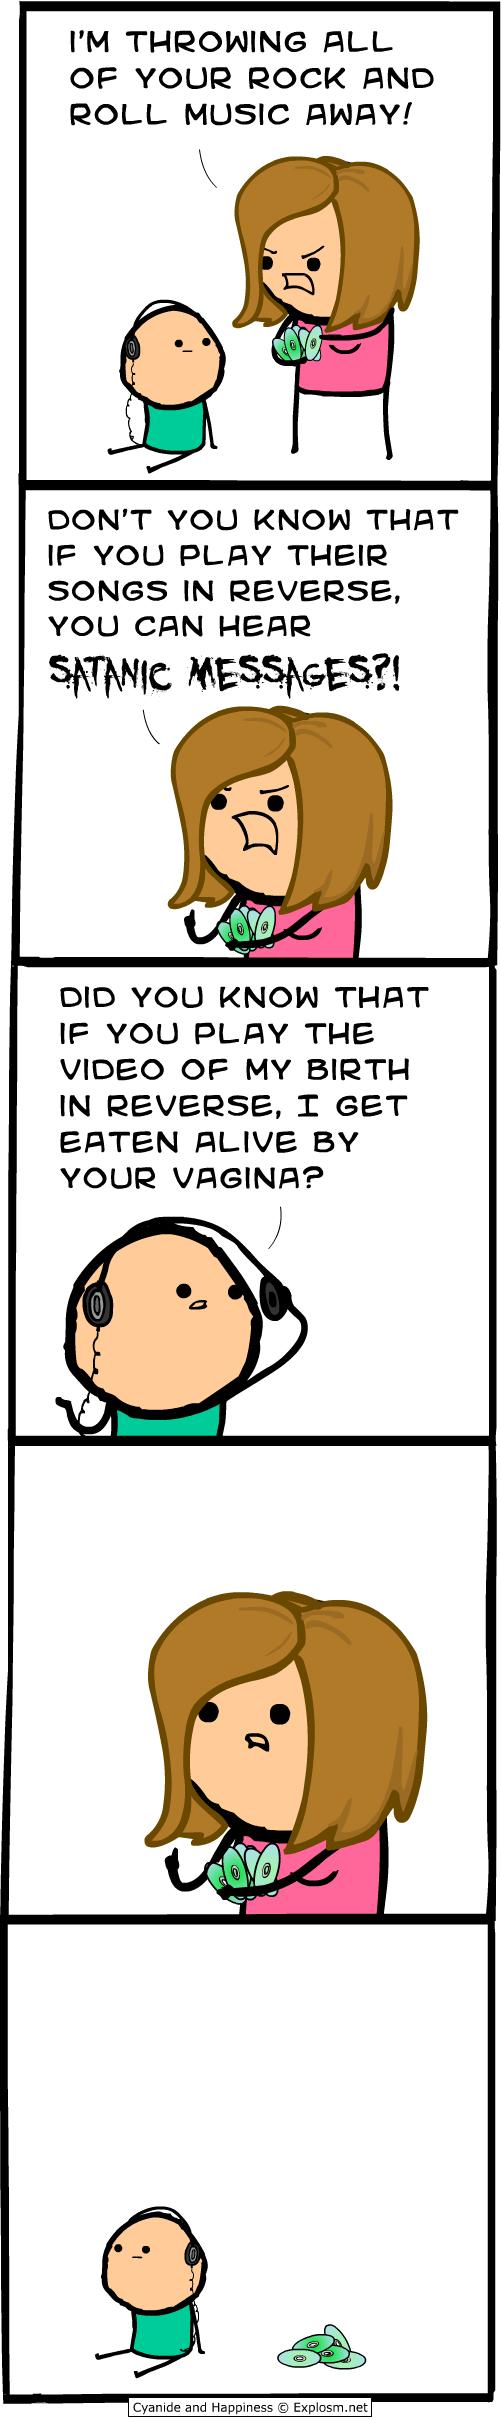 I'M THROWING ALL
OF YOUR ROCK AND
ROLL MUSIC AWAY!
DON'T YOU KNOW THAT
IF YOU PLAY THEIR
SONGS IN REVERSE,
YOU CAN HEAR
SATANIC MESSAGES?!
DID YOU KNOW THAT
IF YOU PLAY THE
VIDEO OF MY BIRTH
IN REVERSE, I GET
EATEN ALIVE BY
YOUR VAGINA?
Cyanide and Happiness © Explosm.net